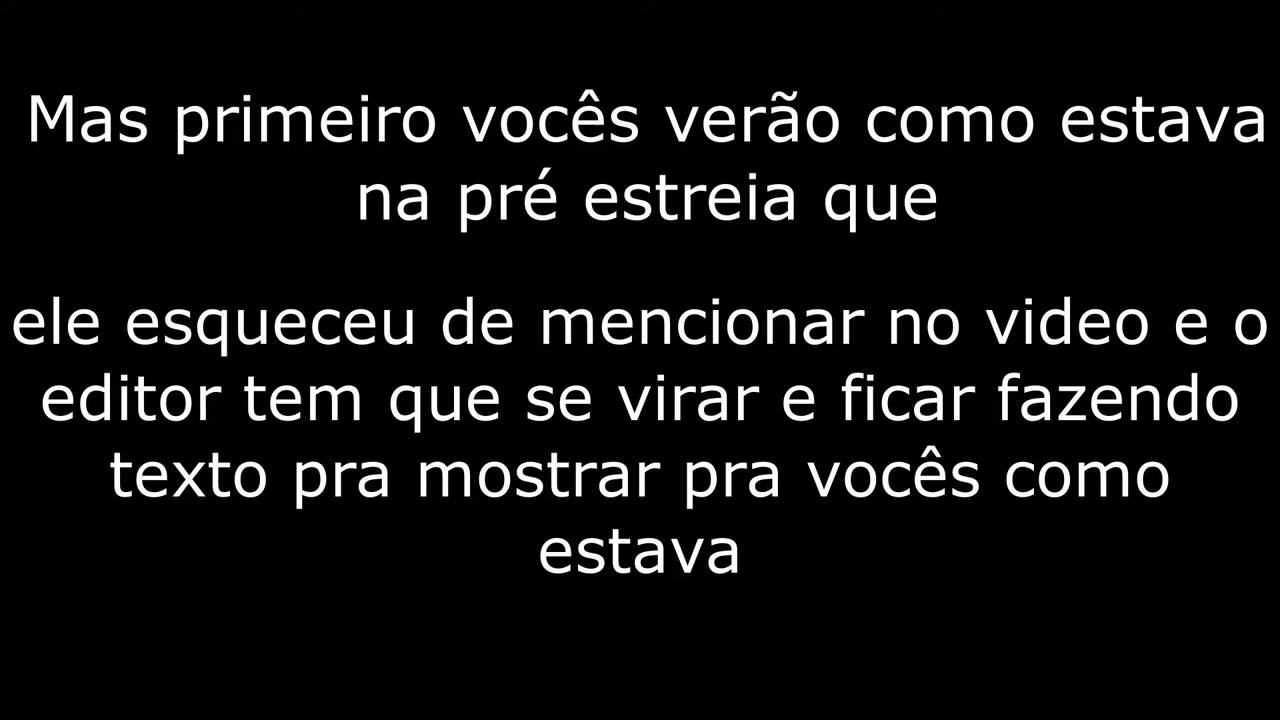 Mas primeiro vocês verão como estava
na pré estreia que
ele esqueceu de mencionar no video e o
editor tem que se virar e ficar fazendo
texto pra mostrar pra vocês como
estava